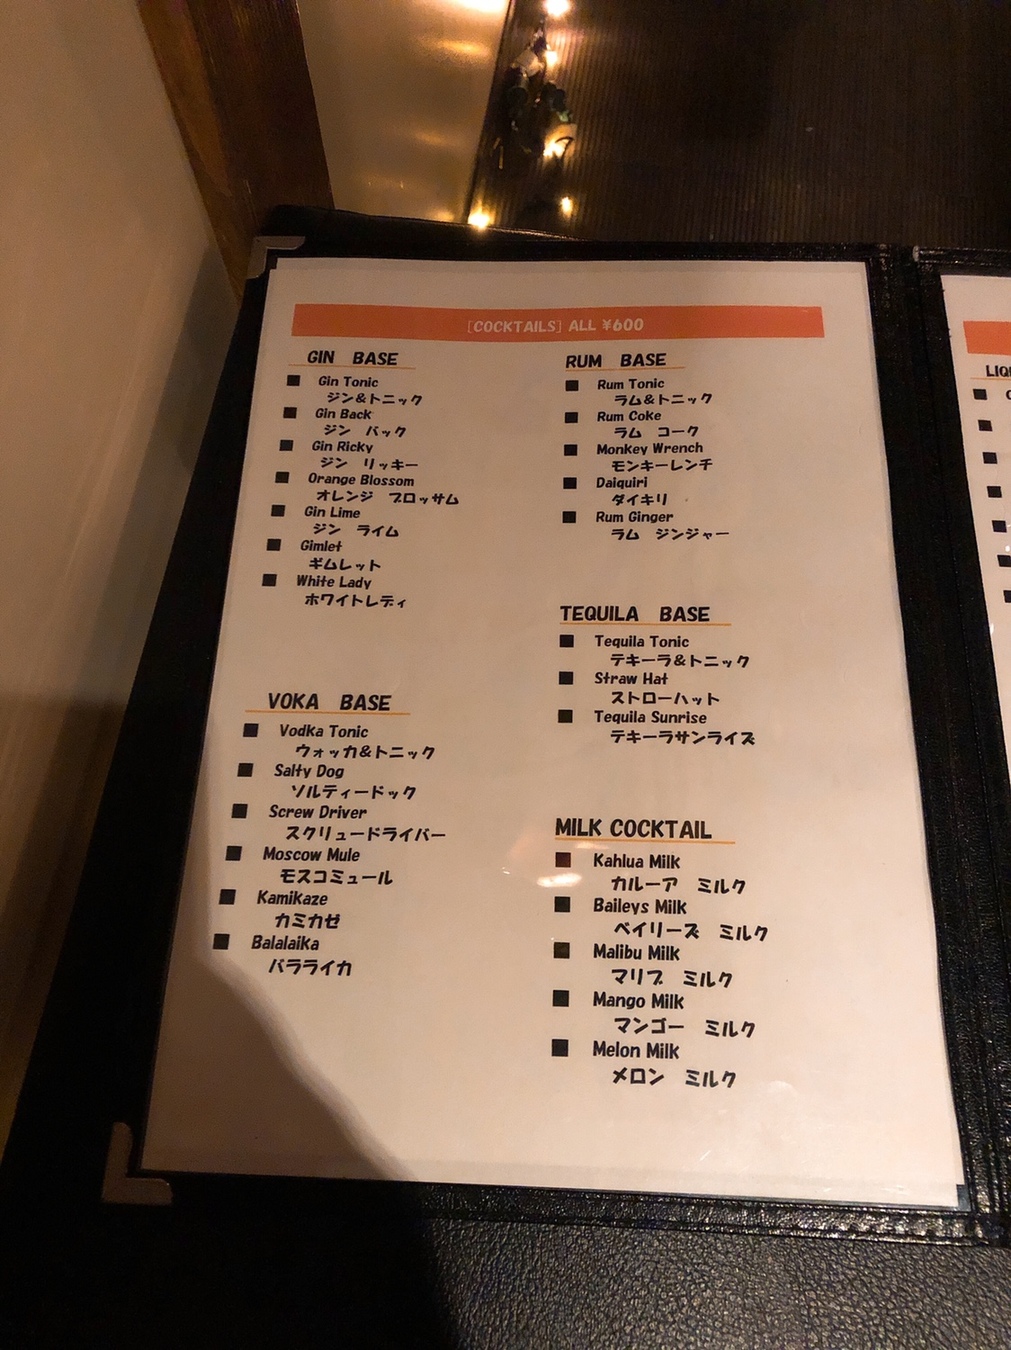 [COCKTAILS] ALL ¥600
GIN BASE
Gin Tonic
ジン&トニック
Gin Back
ジン バック
Gin Ricky
ジン リッキー
Orange Blossom
オレンジ ブロッサム
Gin Lime
ジン ライム
Gimlet
ギムレット
White Lady
ホワイトレディ
VOKA BASE
Vodka Tonic
ウォッカ&トニック
Salty Dog
ソルティードック
Screw Driver
スクリュードライバー
Moscow Mule
モスコミュール
Kamikaze
カミカゼ
Balalaika
バラライカ
RUM BASE
Rum Tonic
ラム&トニック
Rum Coke
ラム コーク
Monkey Wrench
モンキーレンチ
Daiquiri
ダイキリ
Rum Ginger
ラム ジンジャー
TEQUILA BASE
Tequila Tonic
テキーラ&トニック
Straw Hat
ストローハット
Tequila Sunrise
テキーラサンライズ
MILK COCKTAIL
Kahlua Milk
カルーア ミルク
Baileys Milk
ベイリーズ ミルク
Malibu Milk
マリブ ミルク
Mango Milk
マンゴー ミルク
Melon Milk
メロン ミルク